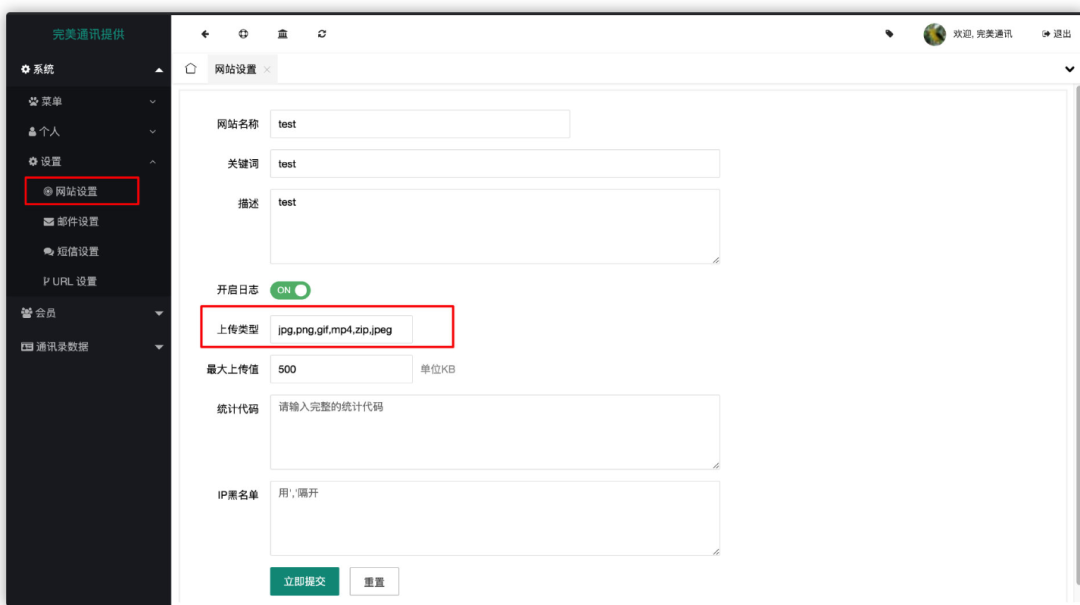 完美通讯提供
欢迎, 完美通讯
退出
系统
网站设置
菜单
个人
设置
网站设置
邮件设置
短信设置
URL 设置
会员
通讯录数据
网站名称 test
关键词 test
描述 test
开启日志 ON
上传类型 jpg,png,gif,mp4,zip,jpeg
最大上传值 500 单位KB
统计代码 请输入完整的统计代码
IP黑名单 用','隔开
立即提交 重置